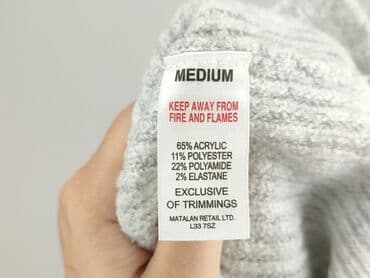 MEDIUM
KEEP AWAY FROM
FIRE AND FLAMES
65% ACRYLIC
11% POLYESTER
22% POLYAMIDE
2% ELASTANE
EXCLUSIVE
OF TRIMMINGS
MATALAN RETAIL LTD.
L33 7SZ